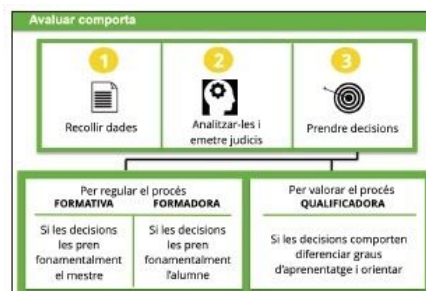 Avaluar comporta
1
2
3
Recollir dades
Analitzar-les i
emetre judicis
Prendre decisions
Per regular el procés
FORMATIVA
FORMADORA
Si les decisions
les pren
fonamentalment
el mestre
Si les decisions
les pren
fonamentalment
l'alumne
Per valorar el procés
QUALIFICADORA
Si les decisions comporten
diferenciar graus
d'aprenentatge i orientar